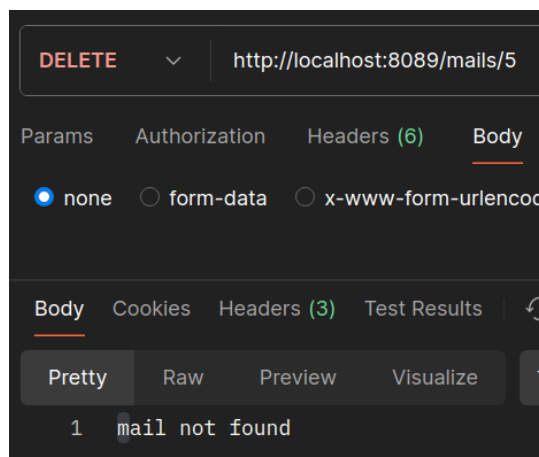 DELETE http://localhost:8089/mails/5
Params Authorization Headers (6) Body
none form-data x-www-form-urlencod
Body Cookies Headers (3) Test Results
Pretty Raw Preview Visualize
1 mail not found